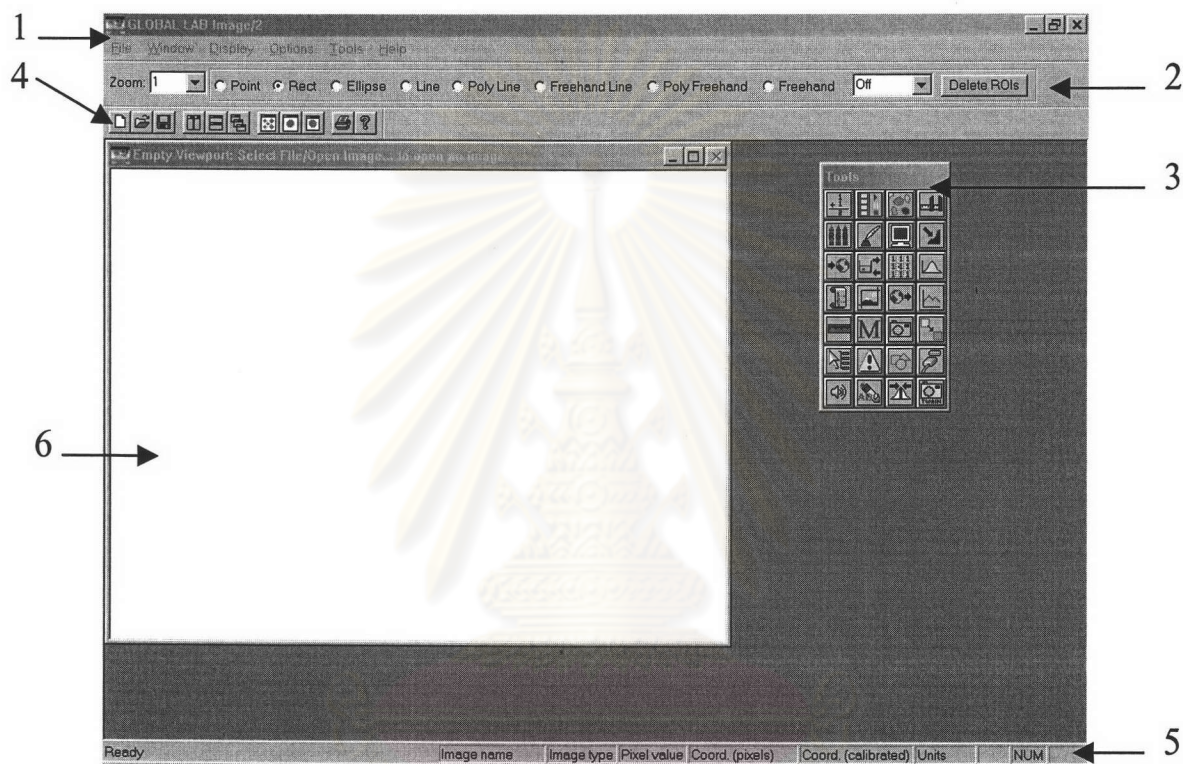 GLOBAL LAB Image/2
1
File Window Display Options Tools Help
4
Zoom: 1 Point Rect Ellipse Line Poly Line Freehand Line Poly Freehand Freehand Off Delete ROIs
2
Empty Viewport: Select File/Open Image... to open an image
Tools
3
M
6
Ready Image name Image type Pixel value Coord. (pixels) Coord. (calibrated) Units NUM
5